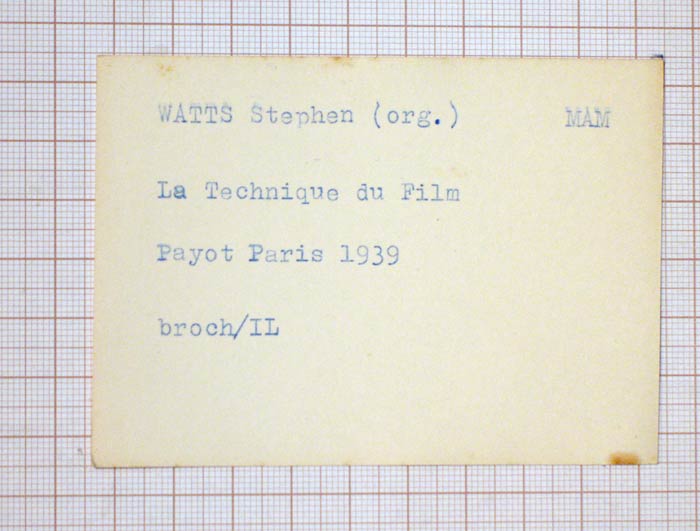 WATTS Stephen (org.) MAM
La Technique du Film
Payot Paris 1939
broch/IL